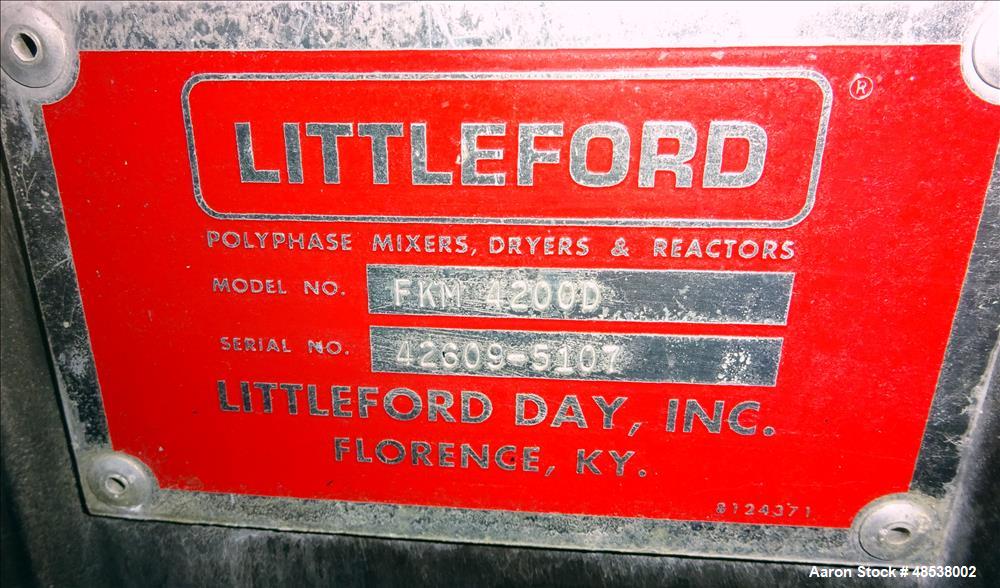 LITTLEFORD ®
POLYPHASE MIXERS, DRYERS & REACTORS
MODEL NO. FKM 4200D
SERIAL NO. 42609-5107
LITTLEFORD DAY, INC.
FLORENCE, KY.
8124371
Aaron Stock # 48538002